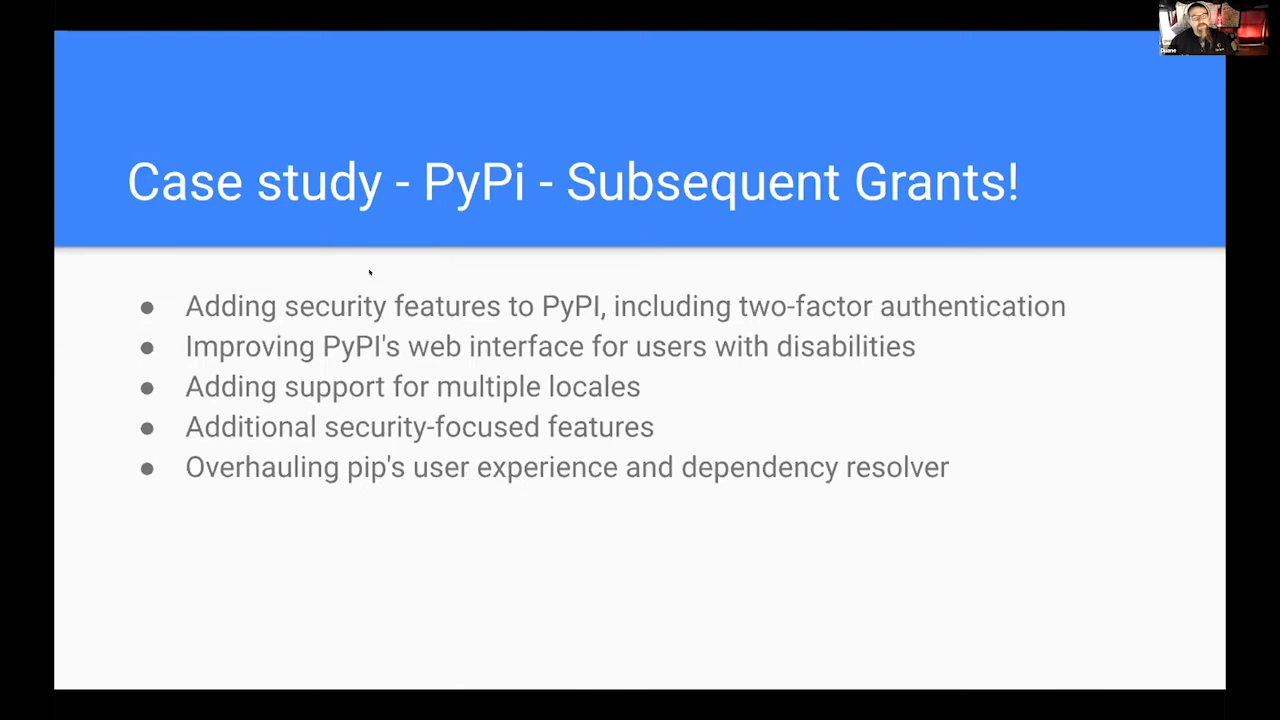 Case study - PyPi - Subsequent Grants!
● Adding security features to PyPI, including two-factor authentication
● Improving PyPI's web interface for users with disabilities
● Adding support for multiple locales
● Additional security-focused features
● Overhauling pip's user experience and dependency resolver
Duane